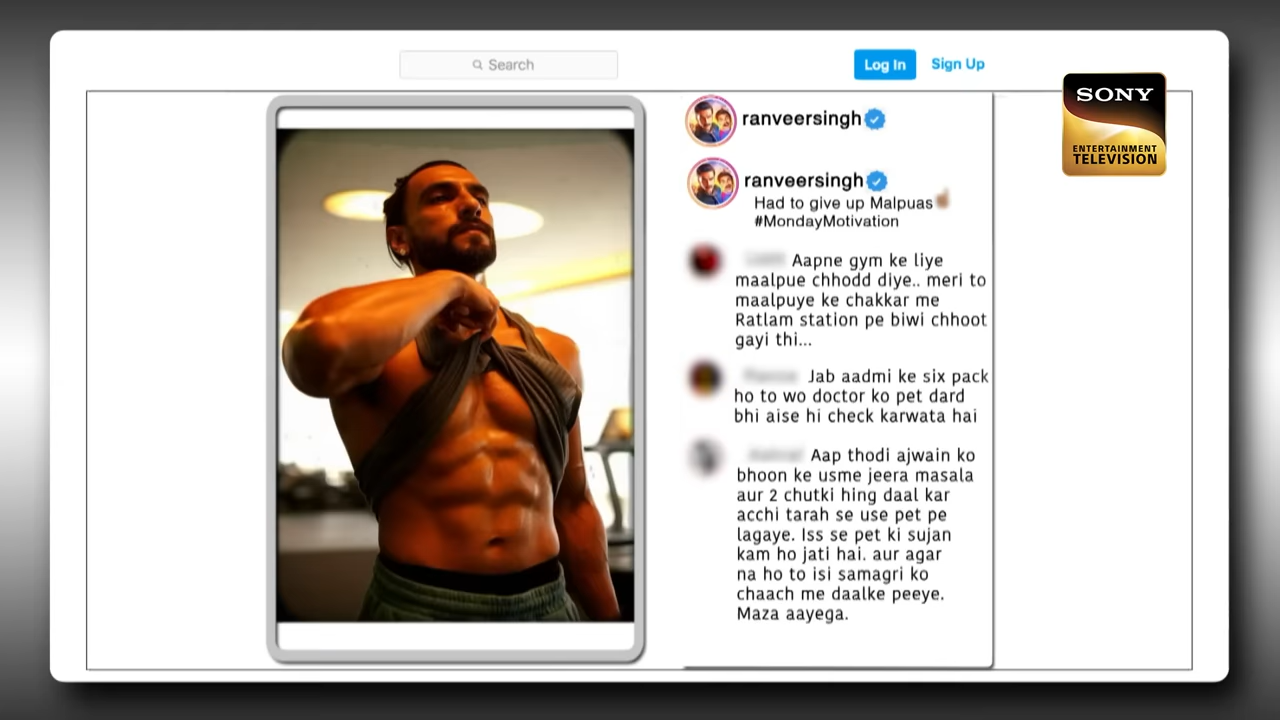 Search
Log In
Sign Up
SONY
ENTERTAINMENT
TELEVISION
ranveersingh
ranveersingh
Had to give up Malpuas
#MondayMotivation
Aapne gym ke liye
maalpue chhodd diye.. meri to
maalpuye ke chakkar me
Ratlam station pe biwi chhoot
gayi thi...
Jab aadmi ke six pack
ho to wo doctor ko pet dard
bhi aise hi check karwata hai
Aap thodi ajwain ko
bhoon ke usme jeera masala
aur 2 chutki hing daal kar
acchi tarah se use pet pe
lagaye. Iss se pet ki sujan
kam ho jati hai. aur agar
na ho to isi samagri ko
chaach me daalke peeye.
Maza aayega.